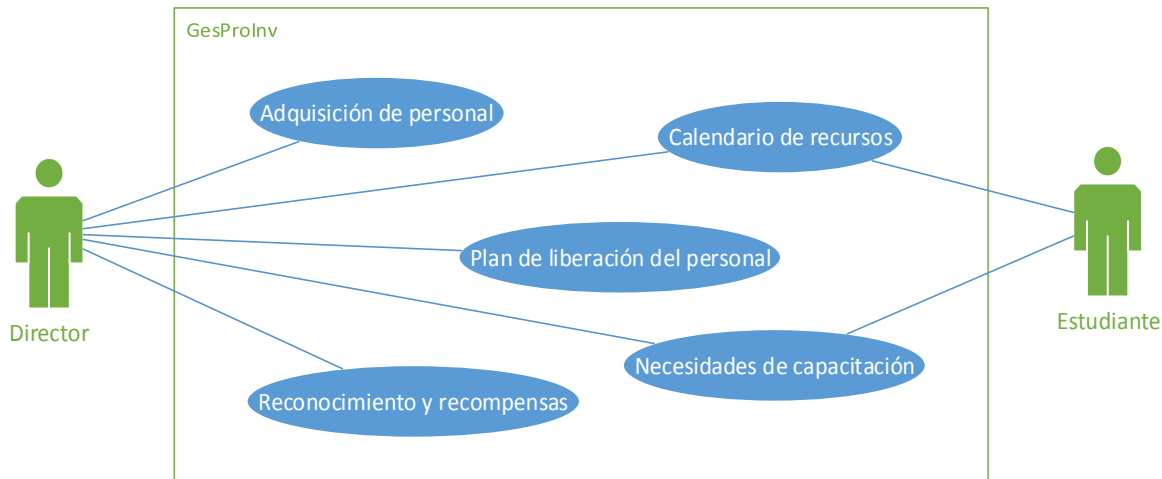 GesProInv
Adquisición de personal
Calendario de recursos
Plan de liberación del personal
Director
Estudiante
Necesidades de capacitación
Reconocimiento y recompensas